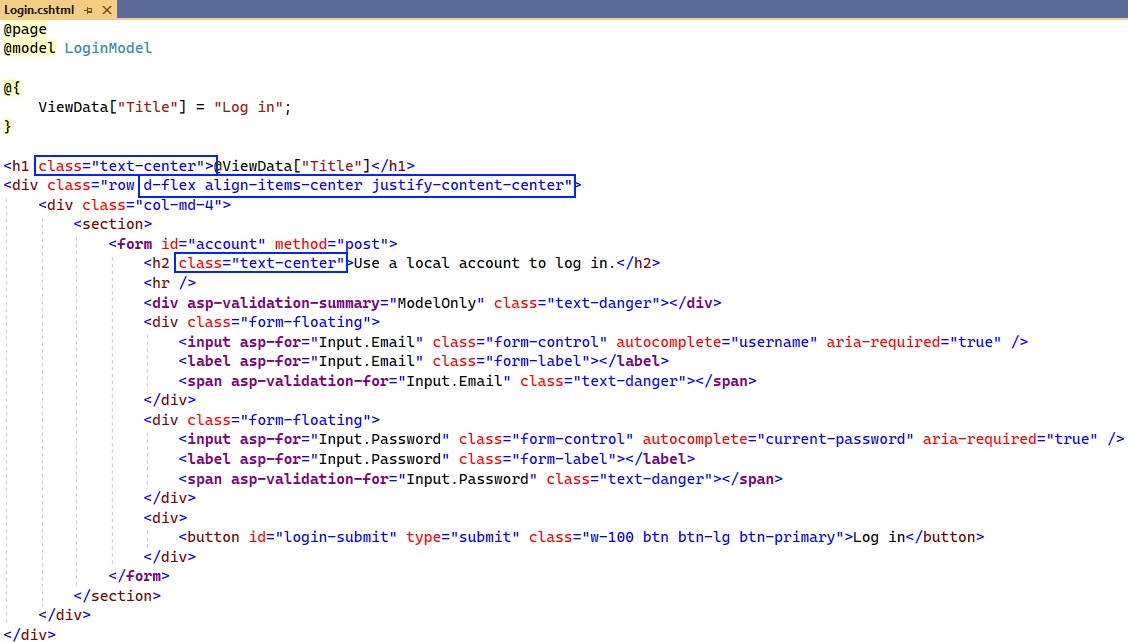 Login.cshtml
@page
@model LoginModel
@{
ViewData["Title"] = "Log in";
}
<h1 class="text-center">@ViewData["Title"]</h1>
<div class="row d-flex align-items-center justify-content-center">
<div class="col-md-4">
<section>
<form id="account" method="post">
<h2 class="text-center">Use a local account to log in.</h2>
<hr />
<div asp-validation-summary="ModelOnly" class="text-danger"></div>
<div class="form-floating">
<input asp-for="Input.Email" class="form-control" autocomplete="username" aria-required="true" />
<label asp-for="Input.Email" class="form-label"></label>
<span asp-validation-for="Input.Email" class="text-danger"></span>
</div>
<div class="form-floating">
<input asp-for="Input.Password" class="form-control" autocomplete="current-password" aria-required="true" />
<label asp-for="Input.Password" class="form-label"></label>
<span asp-validation-for="Input.Password" class="text-danger"></span>
</div>
<div>
<button id="login-submit" type="submit" class="w-100 btn btn-lg btn-primary">Log in</button>
</div>
</form>
</section>
</div>
</div>